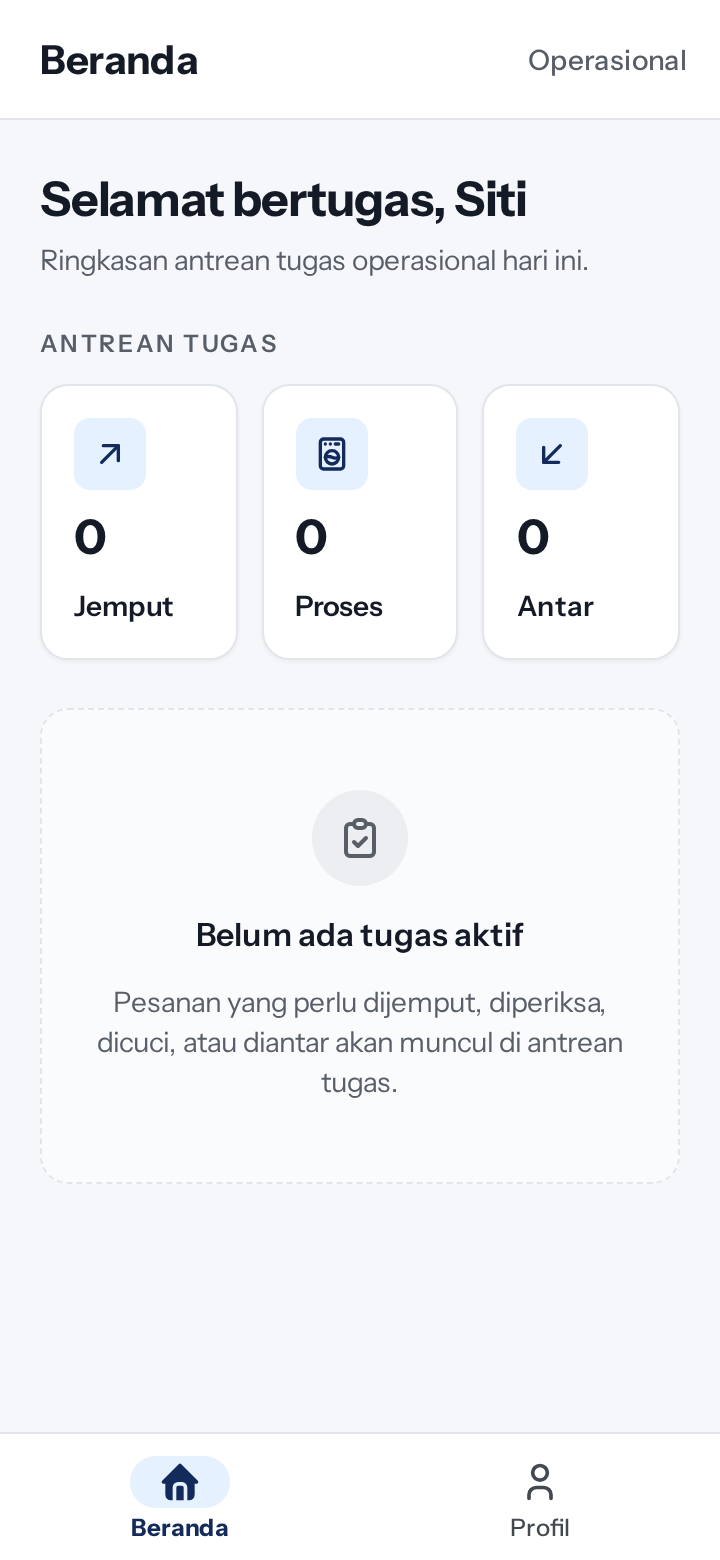 Beranda
Operasional
Selamat bertugas, Siti
Ringkasan antrean tugas operasional hari ini.
ANTREAN TUGAS
0
Jemput
0
Proses
0
Antar
Belum ada tugas aktif
Pesanan yang perlu dijemput, diperiksa,
dicuci, atau diantar akan muncul di antrean
tugas.
Beranda
Profil